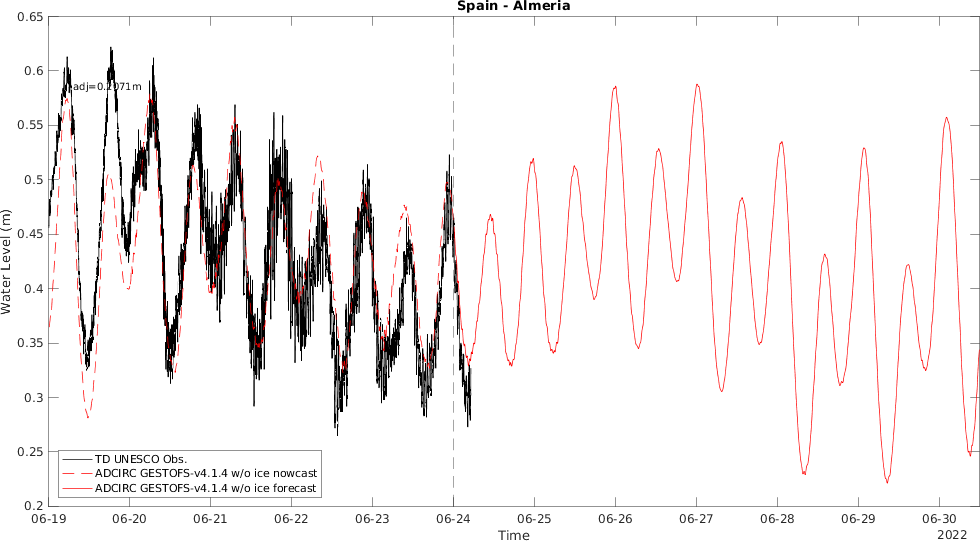 Spain - Almeria
0.65
0.6
adj=0.2071m
0.55
0.5
0.45
0.4
0.35
0.3
0.25
0.2
Water Level (m)
TD UNESCO Obs.
ADCIRC GESTOFS-v4.1.4 w/o ice nowcast
ADCIRC GESTOFS-v4.1.4 w/o ice forecast
06-19 06-20 06-21 06-22 06-23 06-24 06-25 06-26 06-27 06-28 06-29 06-30
Time
2022